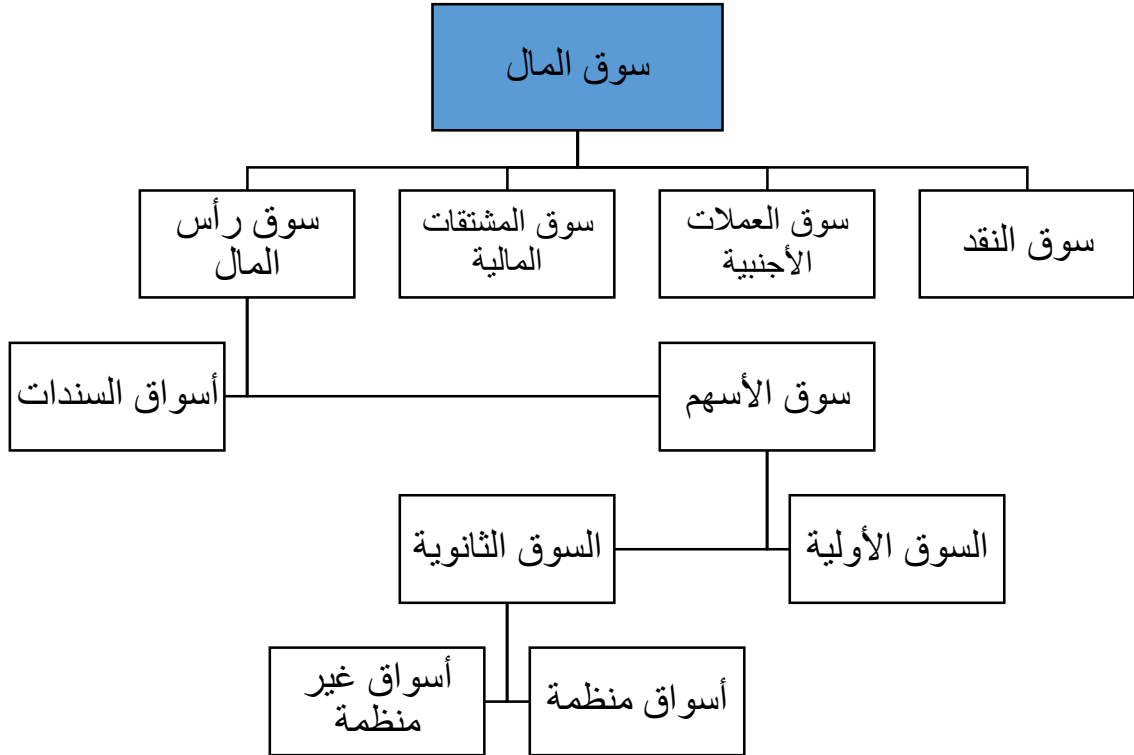 سوق المال
سوق النقد
سوق العملات
الأجنبية
سوق المشتقات
المالية
سوق رأس
المال
سوق الأسهم
أسواق السندات
السوق الأولية
السوق الثانوية
أسواق منظمة
أسواق غير
منظمة